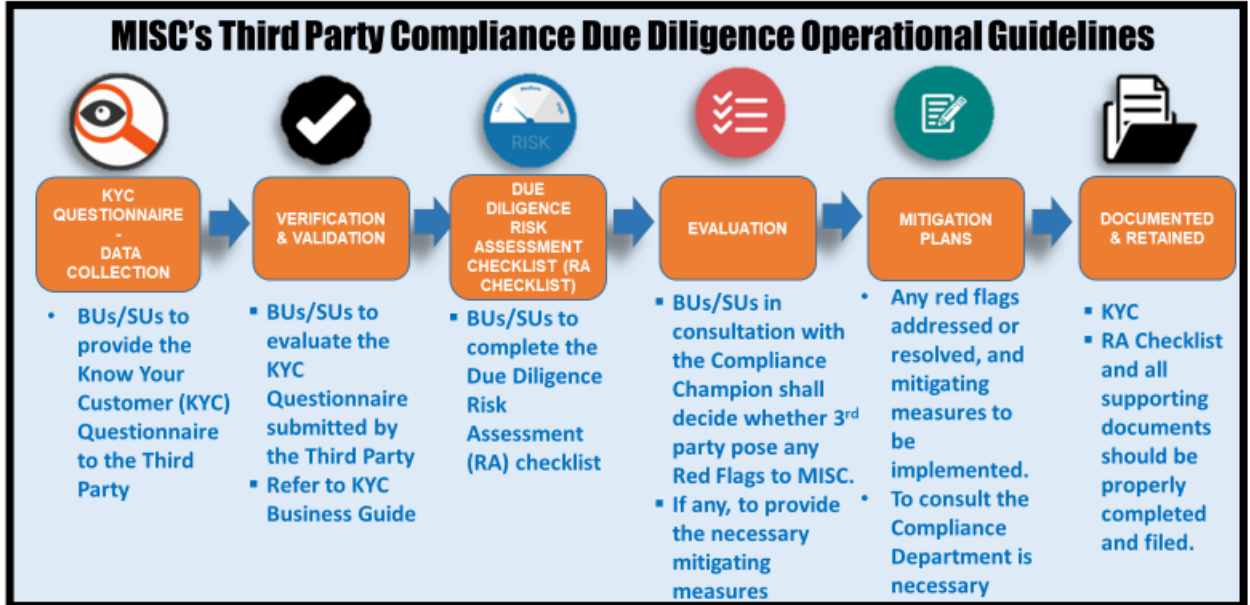 MISC's Third Party Compliance Due Diligence Operational Guidelines
Low
Medium
High
RISK
KYC
QUESTIONNAIRE
-
DATA
COLLECTION
VERIFICATION
& VALIDATION
DUE
DILIGENCE
RISK
ASSESSMENT
CHECKLIST (RA
CHECKLIST)
EVALUATION
MITIGATION
PLANS
DOCUMENTED
& RETAINED
• BUs/SUs to
provide the
Know Your
Customer (KYC)
Questionnaire
to the Third
Party
▪ BUs/SUs to
evaluate the
KYC
Questionnaire
submitted by
the Third Party
▪ Refer to KYC
Business Guide
▪ BUs/SUs to
complete the
Due Diligence
Risk
Assessment
(RA) checklist
▪ BUs/SUs in
consultation with
the Compliance
Champion shall
decide whether 3rd
party pose any
Red Flags to MISC.
▪ If any, to provide
the necessary
mitigating
measures
• Any red flags
addressed or
resolved, and
mitigating
measures to
be
implemented.
• To consult the
Compliance
Department is
necessary
▪ KYC
▪ RA Checklist
and all
supporting
documents
should be
properly
completed
and filed.